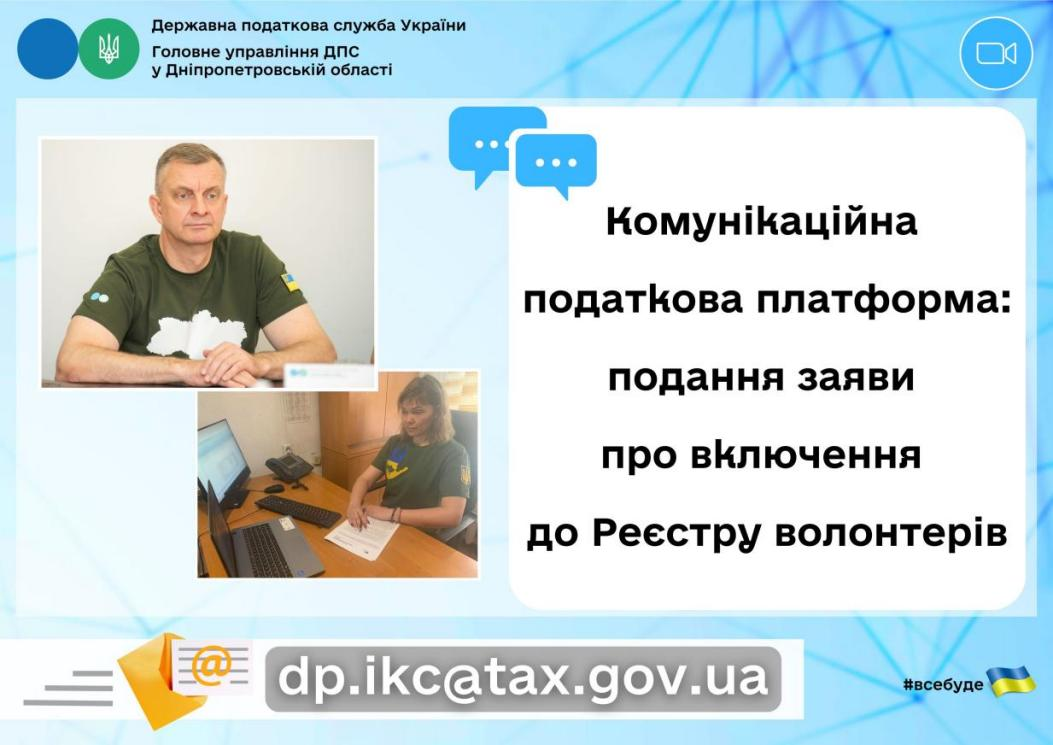 Державна податкова служба України
Головне управління ДПС
у Дніпропетровській області
Комунікаційна
податкова платформа:
подання заяви
про включення
до Реєстру волонтерів
@
dp.ikc@tax.gov.ua
#всебуде